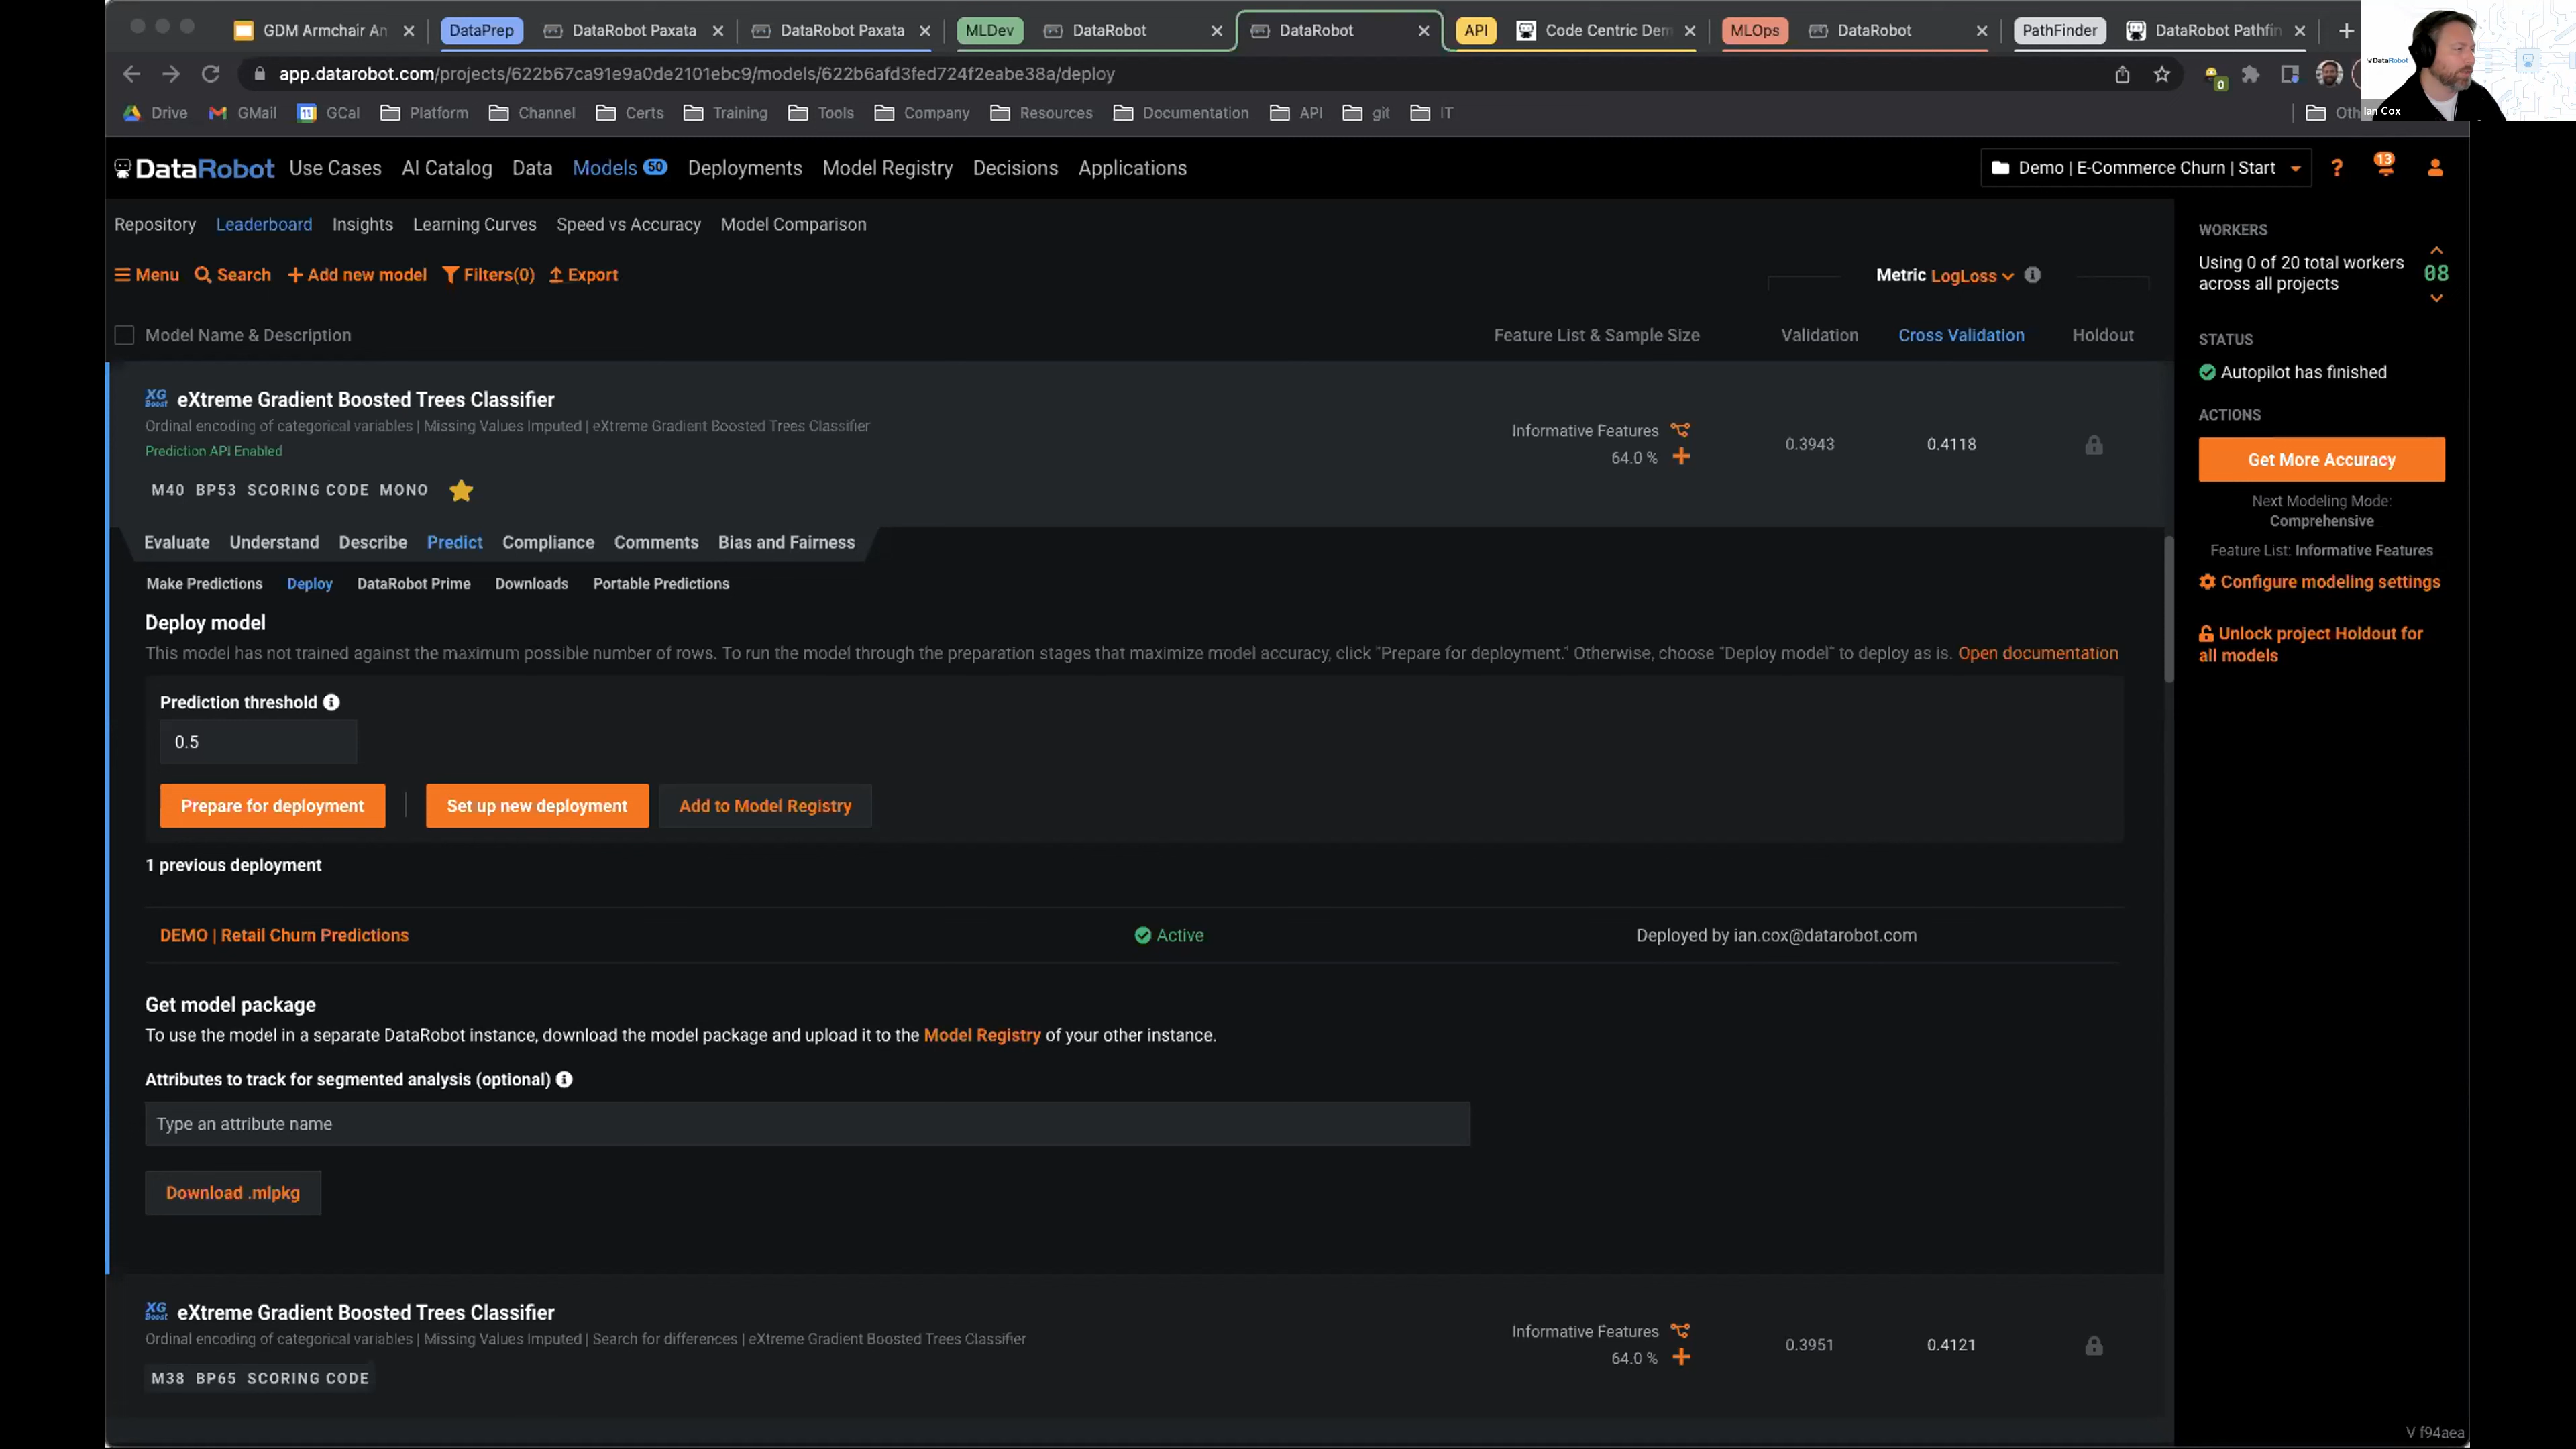 GDM Armchair An
DataPrep
DataRobot Paxata
DataRobot Paxata
MLDev
DataRobot
DataRobot
API
Code Centric Dem
MLOps
DataRobot
PathFinder
DataRobot Pathfin
app.datarobot.com/projects/622b67ca91e9a0de2101ebc9/models/622b6afd3fed724f2eabe38a/deploy
0
DataRobot
Ian Cox
Drive GMail 11 GCal Platform Channel Certs Training Tools Company Resources Documentation API git IT Oth
DataRobot Use Cases AI Catalog Data Models 50 Deployments Model Registry Decisions Applications
Demo | E-Commerce Churn | Start ? 13
Repository Leaderboard Insights Learning Curves Speed vs Accuracy Model Comparison
Menu Search Add new model Filters(0) Export
Metric LogLoss
Model Name & Description Feature List & Sample Size Validation Cross Validation Holdout
XG Boost eXtreme Gradient Boosted Trees Classifier
Ordinal encoding of categorical variables | Missing Values Imputed | eXtreme Gradient Boosted Trees Classifier
Prediction API Enabled
M40 BP53 SCORING CODE MONO
Informative Features
64.0 %
0.3943 0.4118
Evaluate Understand Describe Predict Compliance Comments Bias and Fairness
Make Predictions Deploy DataRobot Prime Downloads Portable Predictions
Deploy model
This model has not trained against the maximum possible number of rows. To run the model through the preparation stages that maximize model accuracy, click "Prepare for deployment." Otherwise, choose "Deploy model" to deploy as is. Open documentation
Prediction threshold
0.5
Prepare for deployment Set up new deployment Add to Model Registry
1 previous deployment
DEMO | Retail Churn Predictions Active Deployed by ian.cox@datarobot.com
Get model package
To use the model in a separate DataRobot instance, download the model package and upload it to the Model Registry of your other instance.
Attributes to track for segmented analysis (optional)
Type an attribute name
Download .mlpkg
XG Boost eXtreme Gradient Boosted Trees Classifier
Ordinal encoding of categorical variables | Missing Values Imputed | Search for differences | eXtreme Gradient Boosted Trees Classifier
M38 BP65 SCORING CODE
Informative Features
64.0 %
0.3951 0.4121
WORKERS
Using 0 of 20 total workers
across all projects
08
STATUS
Autopilot has finished
ACTIONS
Get More Accuracy
Next Modeling Mode:
Comprehensive
Feature List: Informative Features
Configure modeling settings
Unlock project Holdout for
all models
V f94aea